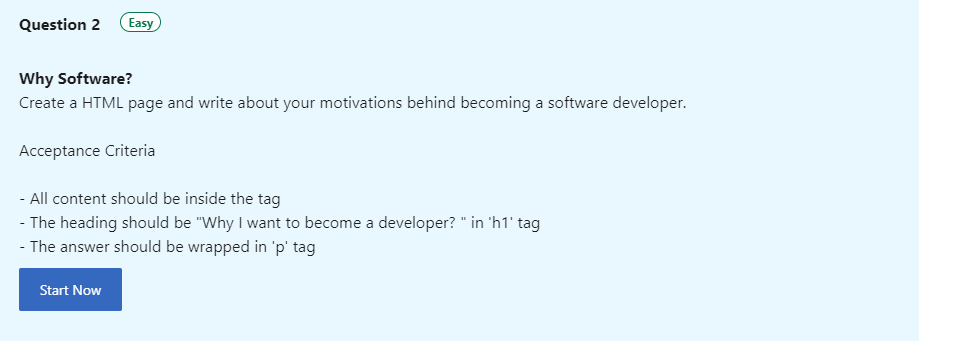 Question 2 Easy
Why Software?
Create a HTML page and write about your motivations behind becoming a software developer.
Acceptance Criteria
- All content should be inside the tag
- The heading should be "Why I want to become a developer? " in 'h1' tag
- The answer should be wrapped in 'p' tag
Start Now